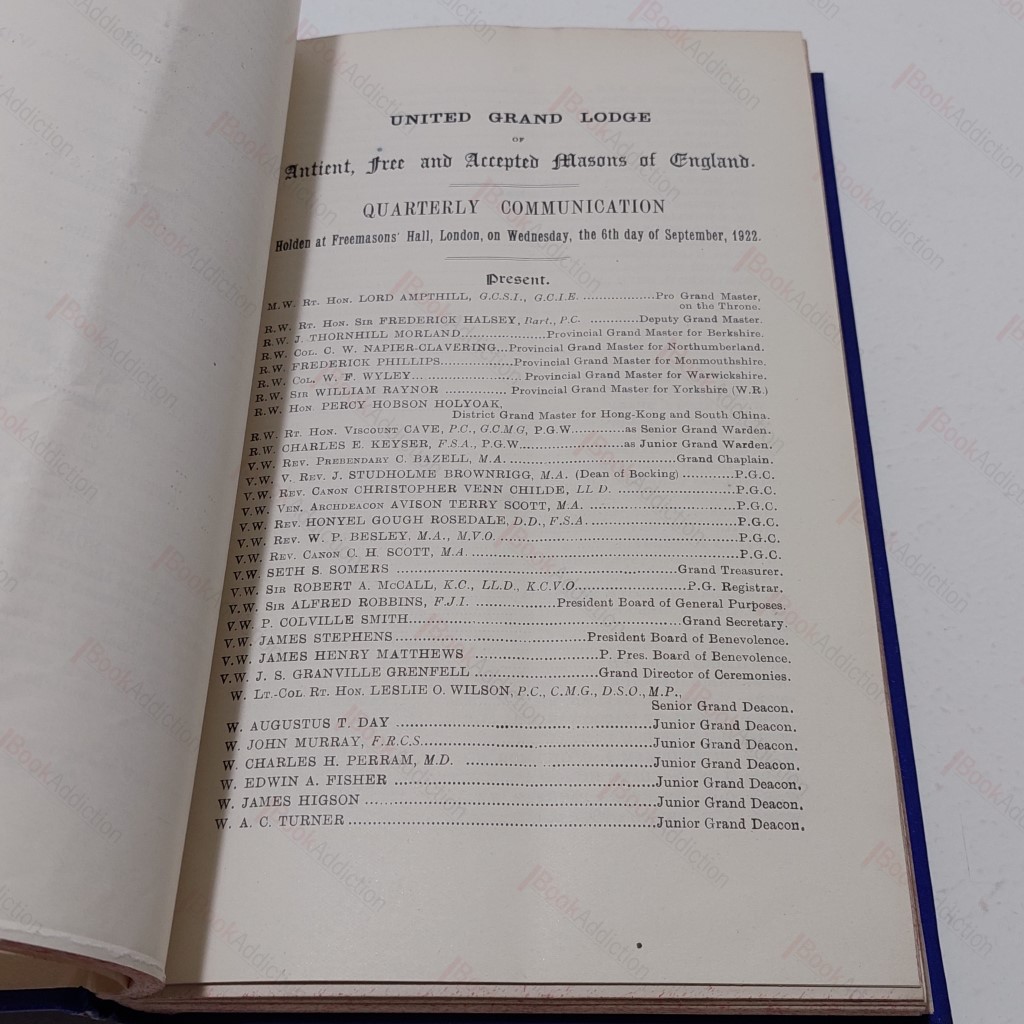 UNITED GRAND LODGE
OF
Antient, Free and Accepted Masons of England.
QUARTERLY COMMUNICATION
Holden at Freemasons' Hall, London, on Wednesday, the 6th day of September, 1922.
Present.
M.W. RT. HON. LORD AMPTHILL, G.C.S.I., G.C.I.E. ..................Pro Grand Master,
on the Throne.
R.W. RT. HON. SIR FREDERICK HALSEY, Bart., P.C. ............Deputy Grand Master.
R.W. J. THORNHILL MORLAND.....................Provincial Grand Master for Berkshire.
R.W. COL. C. W. NAPIER-CLAVERING...Provincial Grand Master for Northumberland.
R.W. FREDERICK PHILLIPS..................Provincial Grand Master for Monmouthshire.
R.W. COL. W. F. WYLEY........................... Provincial Grand Master for Warwickshire.
R.W. SIR WILLIAM RAYNOR ............... Provincial Grand Master for Yorkshire (W.R.)
R.W. HON. PERCY HOBSON HOLYOAK,
District Grand Master for Hong-Kong and South China.
R.W. RT. HON. VISCOUNT CAVE, P.C., G.C.M.G, P.G.W............as Senior Grand Warden.
R.W. CHARLES E. KEYSER, F.S.A., P.G.W.......................as Junior Grand Warden.
V.W. REV. PREBENDARY C. BAZELL, M.A. .....................................Grand Chaplain.
V.W. V. REV. J. STUDHOLME BROWNRIGG, M.A. (Dean of Bocking) ............P.G.C.
V.W. REV. CANON CHRISTOPHER VENN CHILDE, LL.D. ..........................P.G.C.
V.W. VEN. ARCHDEACON AVISON TERRY SCOTT, M.A. ..............................P.G.C.
V.W. REV. HONYEL GOUGH ROSEDALE, D.D., F.S.A. ................................P.G.C.
V.W. REV. W. P. BESLEY, M.A., M.V.O. ....................................................P.G.C.
V.W. REV. CANON C. H. SCOTT, M.A. ......................................................P.G.C.
V.W. SETH S. SOMERS ..............................................................Grand Treasurer.
V.W. SIR ROBERT A. McCALL, K.C., LL.D., K.C.V.O.........................P.G. Registrar.
V.W. SIR ALFRED ROBBINS, F.J.I. ..................President Board of General Purposes.
V.W. P. COLVILLE SMITH............................................................Grand Secretary.
V.W. JAMES STEPHENS.........................................President Board of Benevolence.
V.W. JAMES HENRY MATTHEWS ...........................P. Pres. Board of Benevolence.
V.W. J. S. GRANVILLE GRENFELL ............................Grand Director of Ceremonies.
W. LT.-COL. RT. HON. LESLIE O. WILSON, P.C., C.M.G., D.S.O., M.P.,
Senior Grand Deacon.
W. AUGUSTUS T. DAY .........................................................Junior Grand Deacon.
W. JOHN MURRAY, F.R.C.S...................................................Junior Grand Deacon.
W. CHARLES H. PERRAM, M.D. .........................................Junior Grand Deacon.
W. EDWIN A. FISHER ..........................................................Junior Grand Deacon.
W. JAMES HIGSON ................................................................Junior Grand Deacon.
W. A. C. TURNER ...................................................................Junior Grand Deacon.
BookAddiction